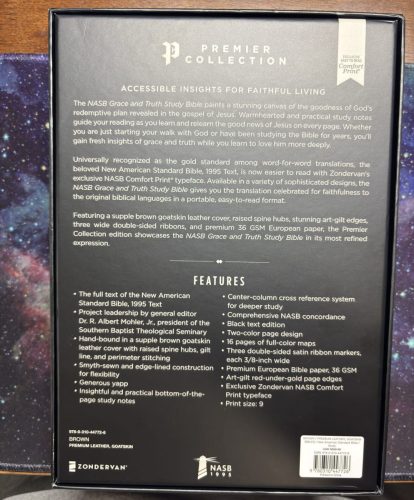 PREMIER
COLLECTION
EXCLUSIVE
Comfort
Print®
ACCESSIBLE INSIGHTS FOR FAITHFUL LIVING
The NASB Grace and Truth Study Bible paints a stunning canvas of the goodness of God's
redemptive plan revealed in the gospel of Jesus. Warmhearted and practical study notes
guide your reading as you learn and relearn the good news of Jesus on every page. Whether
you are just starting your walk with God or have been studying the Bible for years, you'll
gain fresh insights of grace and truth while you learn to love him more deeply.
Universally recognized as the gold standard among word-for-word translations, the
beloved New American Standard Bible, 1995 Text, is now easier to read with Zondervan's
exclusive NASB Comfort Print® typeface. Available in a variety of sophisticated designs, the
NASB Grace and Truth Study Bible gives you the translation celebrated for faithfulness to
the original biblical languages in a portable, easy-to-read format.
Featuring a supple brown goatskin leather cover, raised spine hubs, stunning art-gilt edges,
three wide double-sided ribbons, and premium 36 GSM European paper, the Premier
Collection edition showcases the NASB Grace and Truth Study Bible in its most refined
expression.
FEATURES
• The full text of the New American
Standard Bible, 1995 Text
• Project leadership by general editor
Dr. R. Albert Mohler, Jr., president of the
Southern Baptist Theological Seminary
• Hand-bound in a supple brown goatskin
leather cover with raised spine hubs, gilt
line, and perimeter stitching
• Smyth-sewn and edge-lined construction
for flexibility
• Generous yapp
• Insightful and practical bottom-of-the-
page study notes
• Center-column cross reference system
for deeper study
• Comprehensive NASB concordance
• Black text edition
• Two-column page design
• 16 pages of full-color maps
• Three double-sided satin ribbon markers,
each 3/8-inch wide
• Premium European Bible paper, 36 GSM
• Art-gilt red-under-gold page edges
• Exclusive Zondervan NASB Comfort
Print typeface
• Print size: 9
978-0-310-44772-6
BROWN
PREMIUM LEATHER, GOATSKIN
ZONDERVAN®
NASB
1995